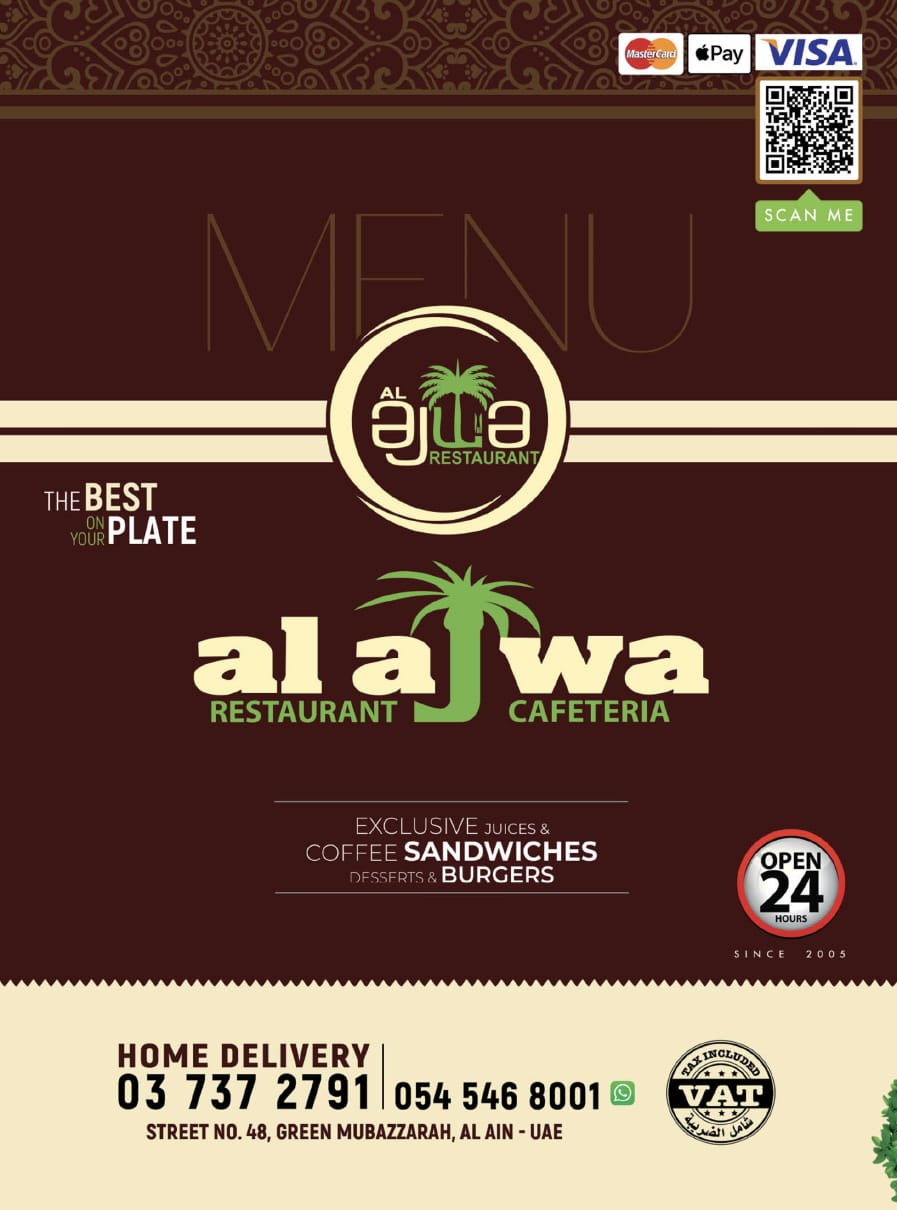 MasterCard
Pay
VISA
SCAN ME
MENU
AL
ajwa
RESTAURANT
THE BEST
ON
YOUR PLATE
al ajwa
RESTAURANT CAFETERIA
EXCLUSIVE JUICES &
COFFEE SANDWICHES
DESSERTS & BURGERS
OPEN
24
HOURS
SINCE 2005
HOME DELIVERY
03 737 2791 054 546 8001
STREET NO. 48, GREEN MUBAZZARAH, AL AIN - UAE
TAX INCLUDED
VAT
شامل الضريبة